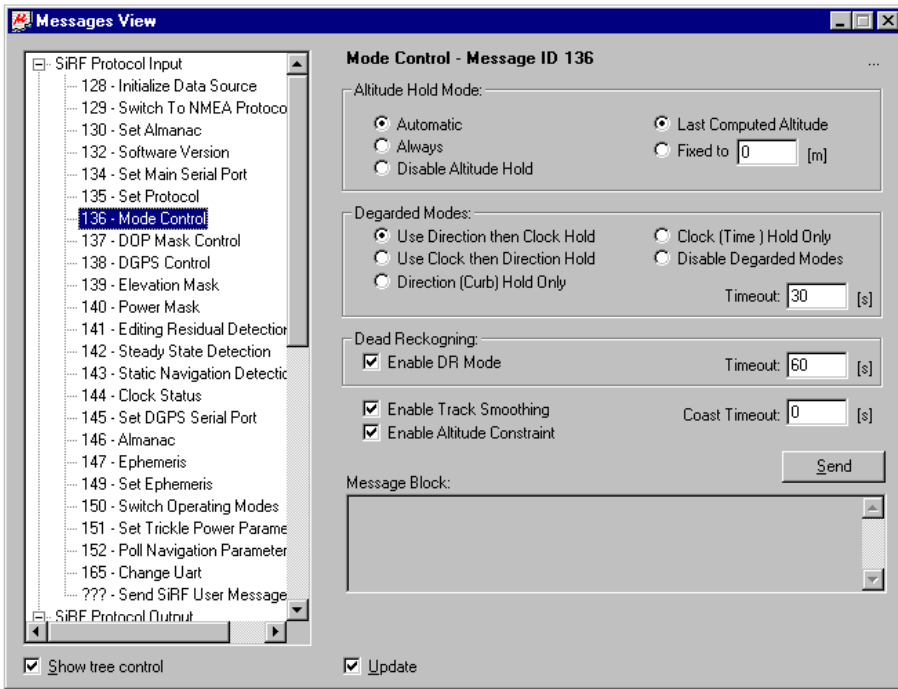 Messages View
SiRF Protocol Input
128 - Initialize Data Source
129 - Switch To NMEA Protoco
130 - Set Almanac
132 - Software Version
134 - Set Main Serial Port
135 - Set Protocol
136 - Mode Control
137 - DOP Mask Control
138 - DGPS Control
139 - Elevation Mask
140 - Power Mask
141 - Editing Residual Detection
142 - Steady State Detection
143 - Static Navigation Detectic
144 - Clock Status
145 - Set DGPS Serial Port
146 - Almanac
147 - Ephemeris
149 - Set Ephemeris
150 - Switch Operating Modes
151 - Set Trickle Power Parame
152 - Poll Navigation Parameter
165 - Change Uart
??? - Send SiRF User Message
SiRF Protocol Output
Show tree control
Mode Control - Message ID 136
...
Altitude Hold Mode:
Automatic
Always
Disable Altitude Hold
Last Computed Altitude
Fixed to 0 [m]
Degarded Modes:
Use Direction then Clock Hold
Use Clock then Direction Hold
Direction (Curb) Hold Only
Clock (Time ) Hold Only
Disable Degarded Modes
Timeout: 30 [s]
Dead Reckogning:
Enable DR Mode
Timeout: 60 [s]
Enable Track Smoothing
Enable Altitude Constraint
Coast Timeout: 0 [s]
Send
Message Block:
Update